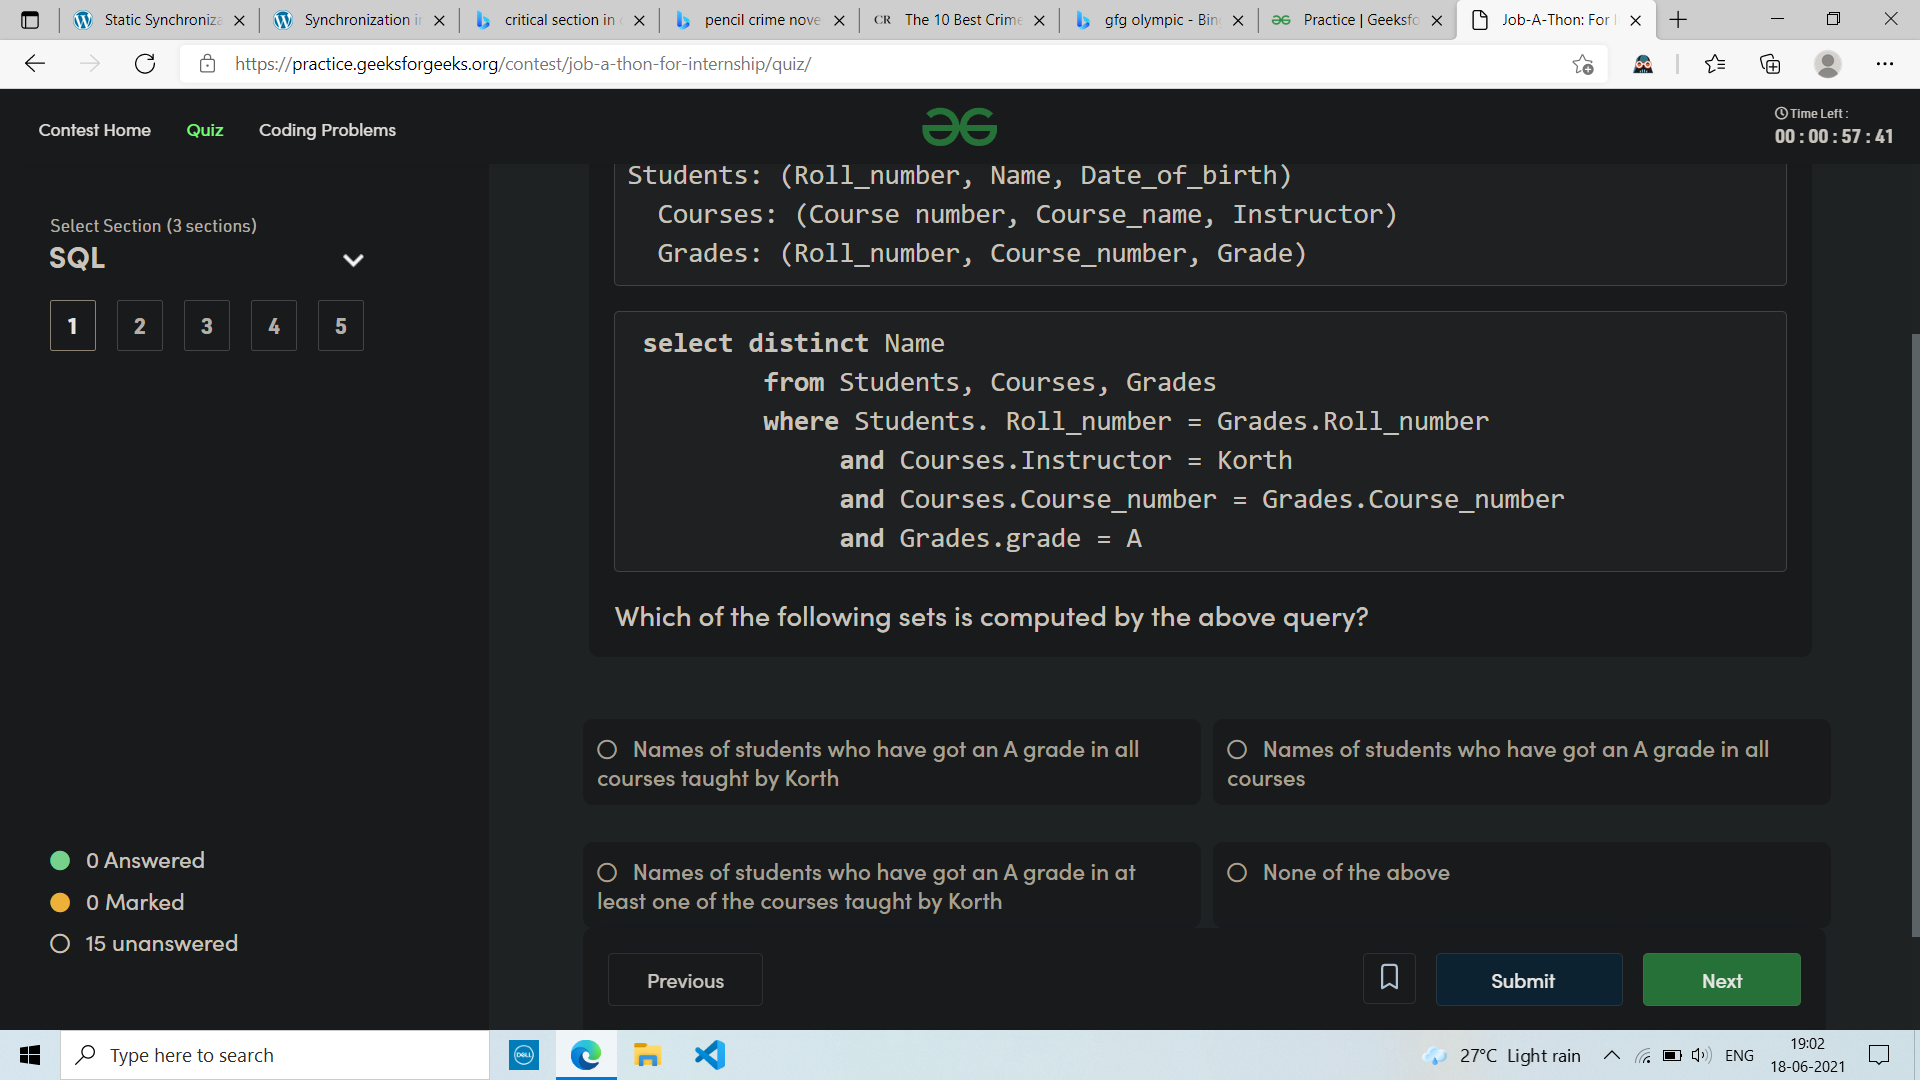 Static Synchroniza
Synchronization i
critical section in
pencil crime nove
CR The 10 Best Crime
gfg olympic - Bin
Practice | Geeksfo
Job-A-Thon: For
https://practice.geeksforgeeks.org/contest/job-a-thon-for-internship/quiz/
Contest Home Quiz Coding Problems
Time Left :
00 : 00 : 57 : 41
Select Section (3 sections)
SQL
1 2 3 4 5
0 Answered
0 Marked
15 unanswered
Students: (Roll_number, Name, Date_of_birth)
Courses: (Course number, Course_name, Instructor)
Grades: (Roll_number, Course_number, Grade)
select distinct Name
from Students, Courses, Grades
where Students. Roll_number = Grades.Roll_number
and Courses.Instructor = Korth
and Courses.Course_number = Grades.Course_number
and Grades.grade = A
Which of the following sets is computed by the above query?
Names of students who have got an A grade in all
courses taught by Korth
Names of students who have got an A grade in all
courses
Names of students who have got an A grade in at
least one of the courses taught by Korth
None of the above
Previous
Submit
Next
Type here to search
DELL
27°C Light rain
ENG
19:02
18-06-2021